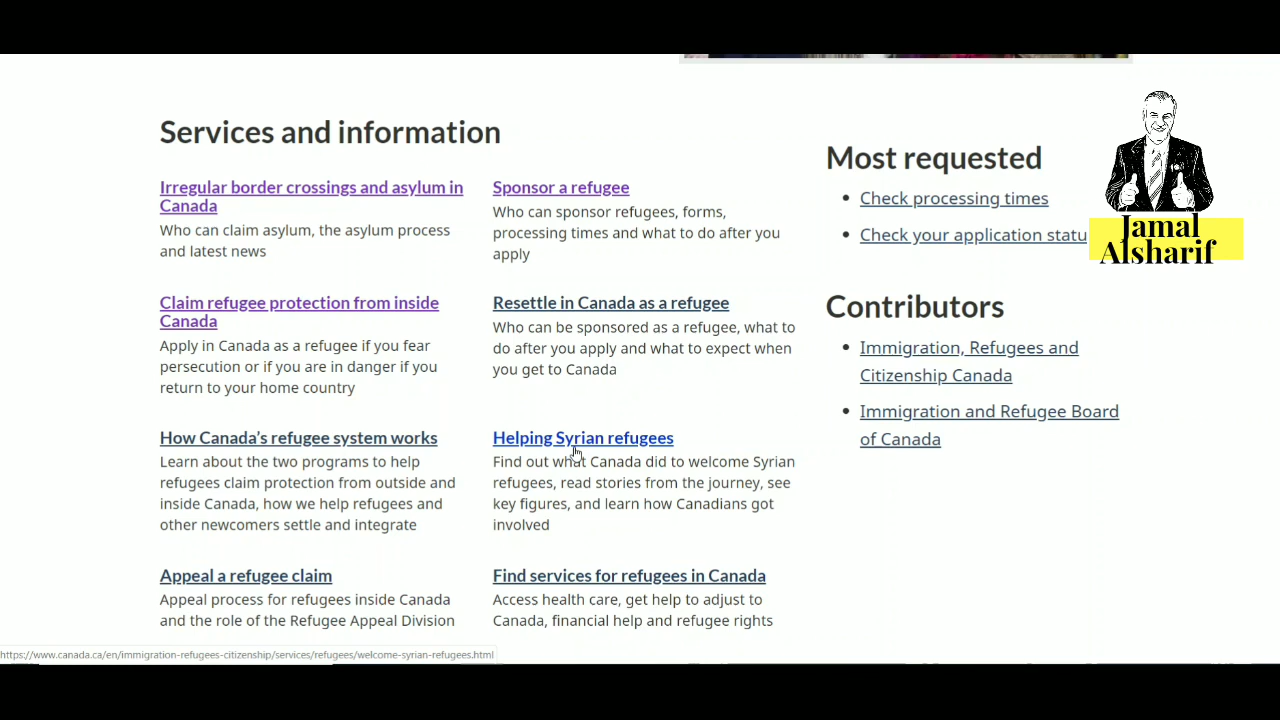 Services and information
Irregular border crossings and asylum in
Canada
Who can claim asylum, the asylum process
and latest news
Claim refugee protection from inside
Canada
Apply in Canada as a refugee if you fear
persecution or if you are in danger if you
return to your home country
How Canada's refugee system works
Learn about the two programs to help
refugees claim protection from outside and
inside Canada, how we help refugees and
other newcomers settle and integrate
Appeal a refugee claim
Appeal process for refugees inside Canada
and the role of the Refugee Appeal Division
Sponsor a refugee
Who can sponsor refugees, forms,
processing times and what to do after you
apply
Resettle in Canada as a refugee
Who can be sponsored as a refugee, what to
do after you apply and what to expect when
you get to Canada
Helping Syrian refugees
Find out what Canada did to welcome Syrian
refugees, read stories from the journey, see
key figures, and learn how Canadians got
involved
Find services for refugees in Canada
Access health care, get help to adjust to
Canada, financial help and refugee rights
Most requested
Check processing times
Check your application statu
Contributors
Immigration, Refugees and
Citizenship Canada
Immigration and Refugee Board
of Canada
Jamal
Alsharif
https://www.canada.ca/en/immigration-refugees-citizenship/services/refugees/welcome-syrian-refugees.html